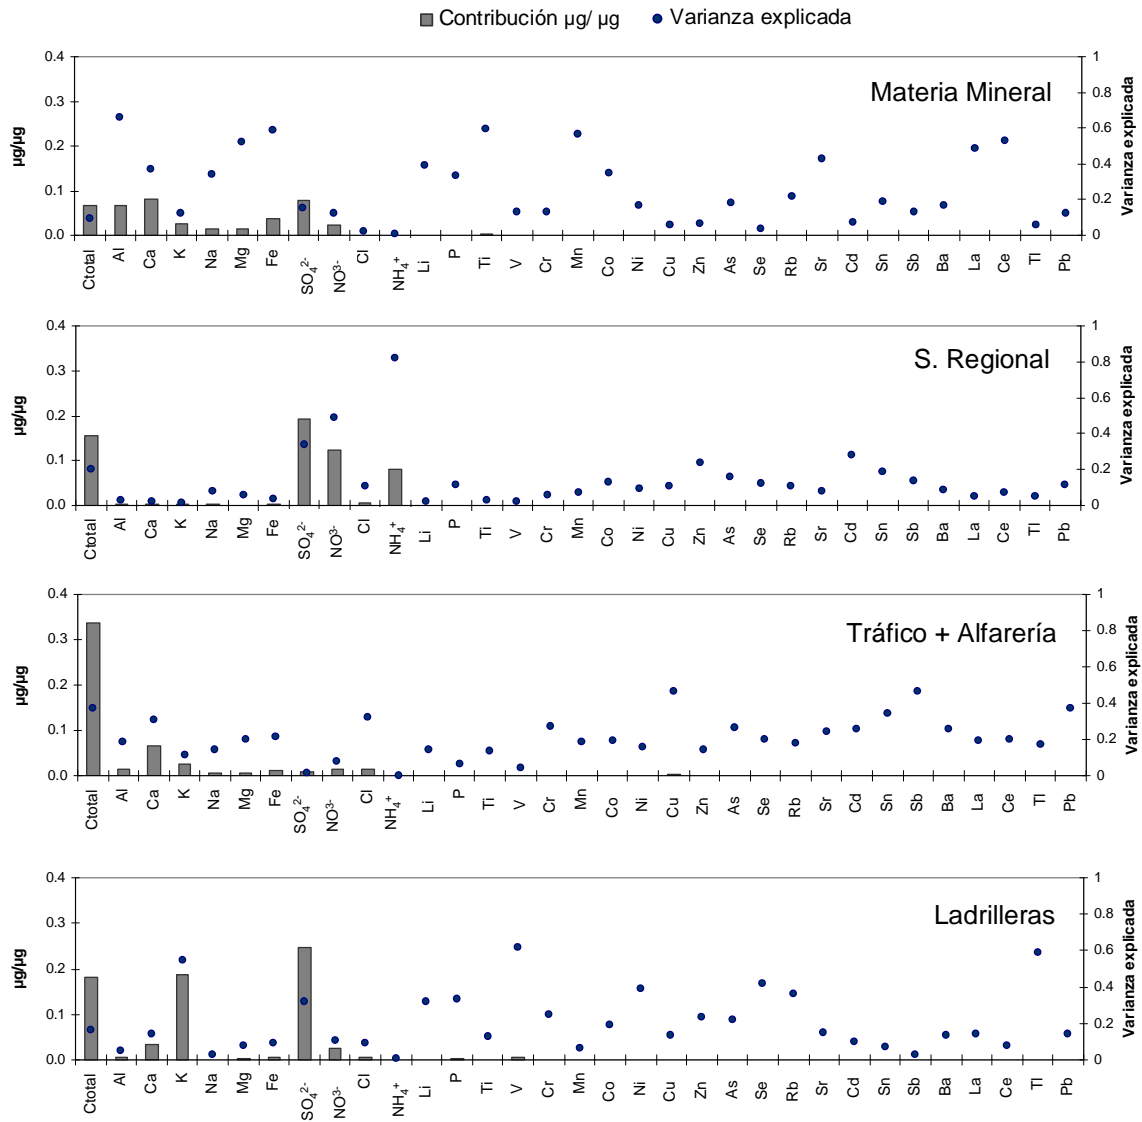 Contribución µg/ µg Varianza explicada
Materia Mineral
µg/µg
0.4
0.3
0.2
0.1
0.0
1
0.8
0.6
0.4
0.2
0
Varianza explicada
Ctotal Al Ca K Na Mg Fe SO₄²⁻ NO³⁻ Cl NH₄⁺ Li P Ti V Cr Mn Co Ni Cu Zn As Se Rb Sr Cd Sn Sb Ba La Ce Tl Pb
S. Regional
µg/µg
0.4
0.3
0.2
0.1
0.0
1
0.8
0.6
0.4
0.2
0
Varianza explicada
Ctotal Al Ca K Na Mg Fe SO₄²⁻ NO³⁻ Cl NH₄⁺ Li P Ti V Cr Mn Co Ni Cu Zn As Se Rb Sr Cd Sn Sb Ba La Ce Tl Pb
Tráfico + Alfarería
µg/µg
0.4
0.3
0.2
0.1
0.0
1
0.8
0.6
0.4
0.2
0
Varianza explicada
Ctotal Al Ca K Na Mg Fe SO₄²⁻ NO³⁻ Cl NH₄⁺ Li P Ti V Cr Mn Co Ni Cu Zn As Se Rb Sr Cd Sn Sb Ba La Ce Tl Pb
Ladrilleras
µg/µg
0.4
0.3
0.2
0.1
0.0
1
0.8
0.6
0.4
0.2
0
Varianza explicada
Ctotal Al Ca K Na Mg Fe SO₄²⁻ NO³⁻ Cl NH₄⁺ Li P Ti V Cr Mn Co Ni Cu Zn As Se Rb Sr Cd Sn Sb Ba La Ce Tl Pb